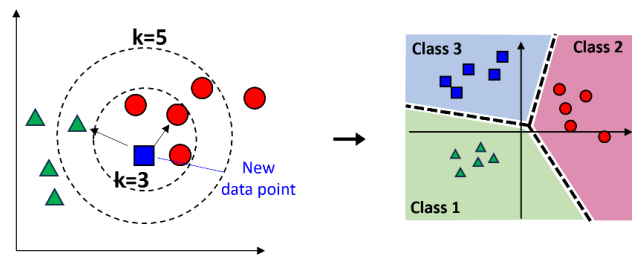 k=5
k=3
New
data point
Class 3
Class 2
Class 1